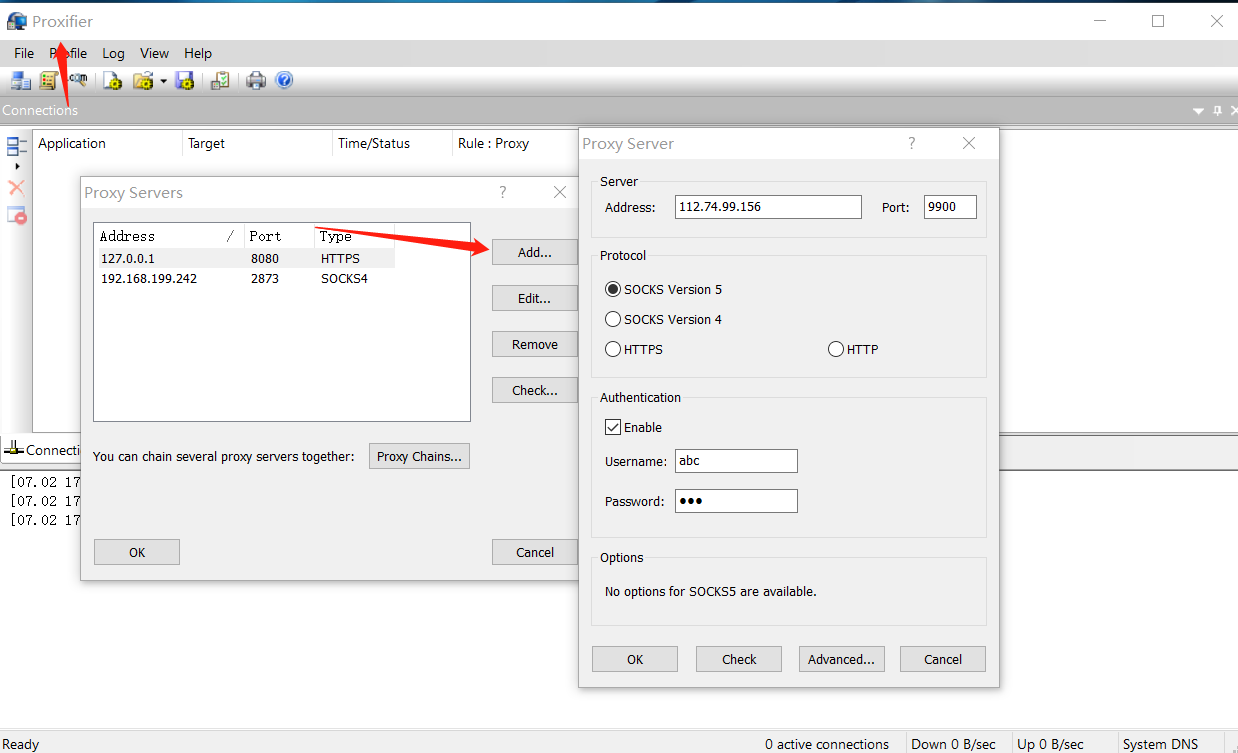 Proxifier
File Profile Log View Help
Connections
Application Target Time/Status Rule : Proxy
Proxy Servers ?
Address / Port Type
127.0.0.1 8080 HTTPS
192.168.199.242 2873 SOCKS4
Add...
Edit...
Remove
Check...
You can chain several proxy servers together: Proxy Chains...
OK Cancel
Proxy Server ?
Server
Address: 112.74.99.156 Port: 9900
Protocol
SOCKS Version 5
SOCKS Version 4
HTTPS HTTP
Authentication
Enable
Username: abc
Password: ●●●
Options
No options for SOCKS5 are available.
OK Check Advanced... Cancel
Connecti
[07.02 17
[07.02 17
[07.02 17
Ready 0 active connections Down 0 B/sec Up 0 B/sec System DNS